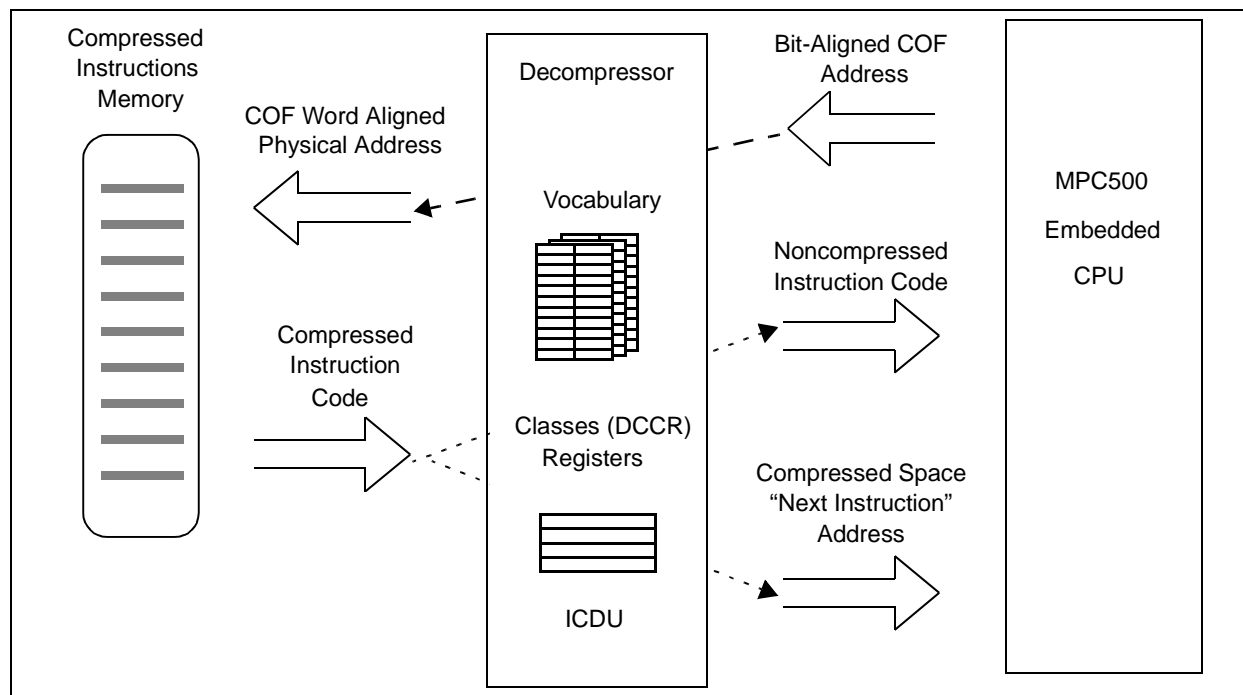 Compressed
Instructions
Memory
COF Word Aligned
Physical Address
Compressed
Instruction
Code
Decompressor
Vocabulary
Classes (DCCR)
Registers
ICDU
Bit-Aligned COF
Address
Noncompressed
Instruction Code
Compressed Space
“Next Instruction”
Address
MPC500
Embedded
CPU